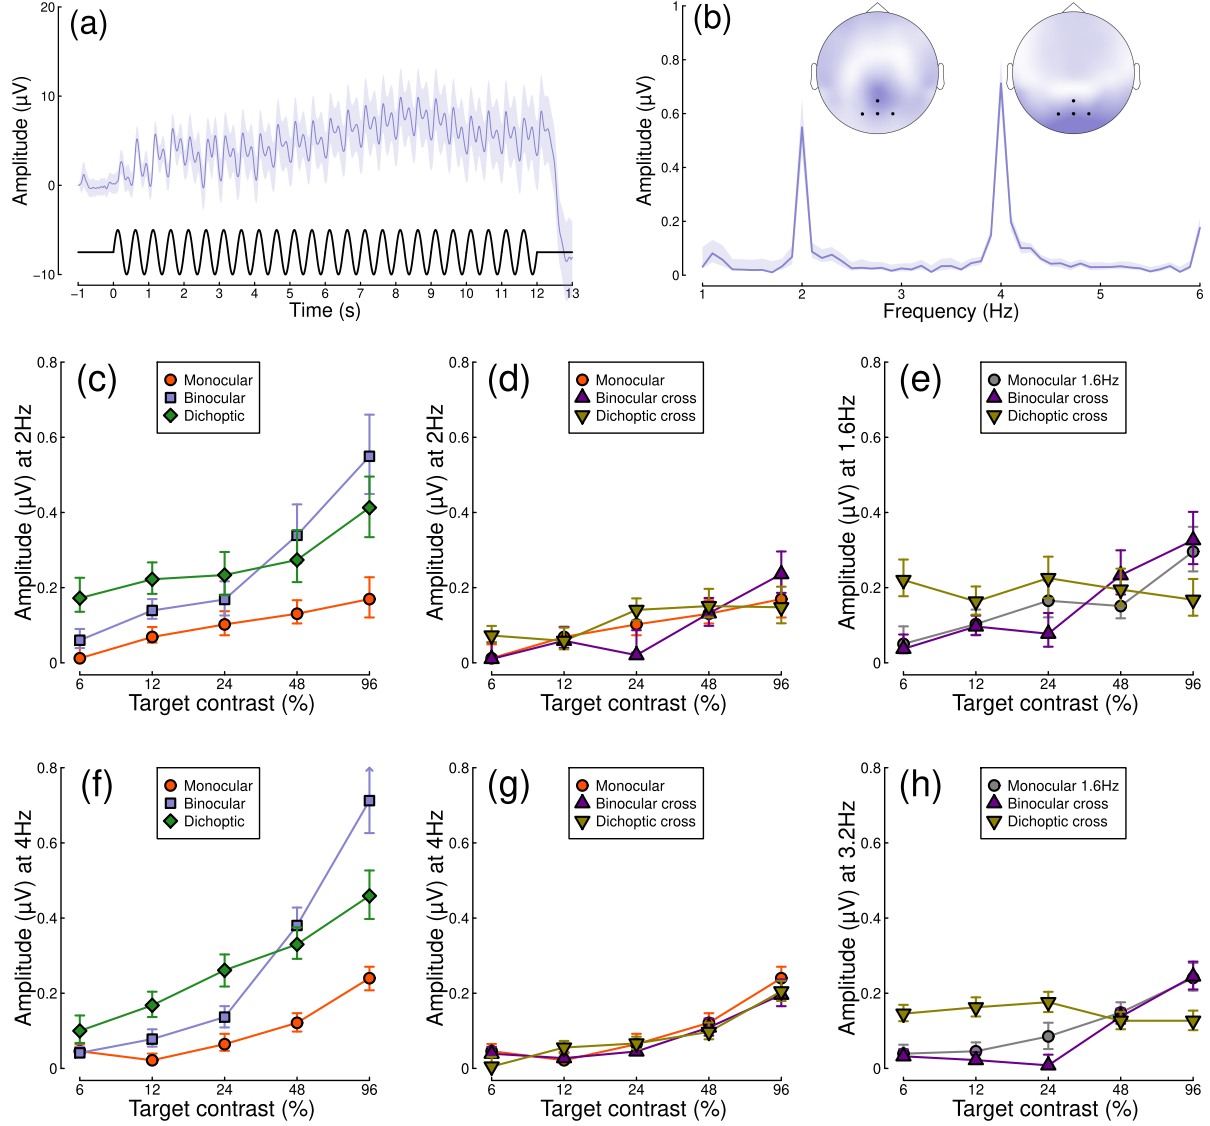 (a)
20
10
0
−10
Amplitude (µV)
−1 0 1 2 3 4 5 6 7 8 9 10 11 12 13
Time (s)
(b)
1
0.8
0.6
0.4
0.2
0
Amplitude (µV)
1 2 3 4 5 6
Frequency (Hz)
(c)
Monocular
Binocular
Dichoptic
0.8
0.6
0.4
0.2
0
Amplitude (µV) at 2Hz
6 12 24 48 96
Target contrast (%)
(d)
Monocular
Binocular cross
Dichoptic cross
0.8
0.6
0.4
0.2
0
Amplitude (µV) at 2Hz
6 12 24 48 96
Target contrast (%)
(e)
Monocular 1.6Hz
Binocular cross
Dichoptic cross
0.8
0.6
0.4
0.2
0
Amplitude (µV) at 1.6Hz
6 12 24 48 96
Target contrast (%)
(f)
Monocular
Binocular
Dichoptic
0.8
0.6
0.4
0.2
0
Amplitude (µV) at 4Hz
6 12 24 48 96
Target contrast (%)
(g)
Monocular
Binocular cross
Dichoptic cross
0.8
0.6
0.4
0.2
0
Amplitude (µV) at 4Hz
6 12 24 48 96
Target contrast (%)
(h)
Monocular 1.6Hz
Binocular cross
Dichoptic cross
0.8
0.6
0.4
0.2
0
Amplitude (µV) at 3.2Hz
6 12 24 48 96
Target contrast (%)